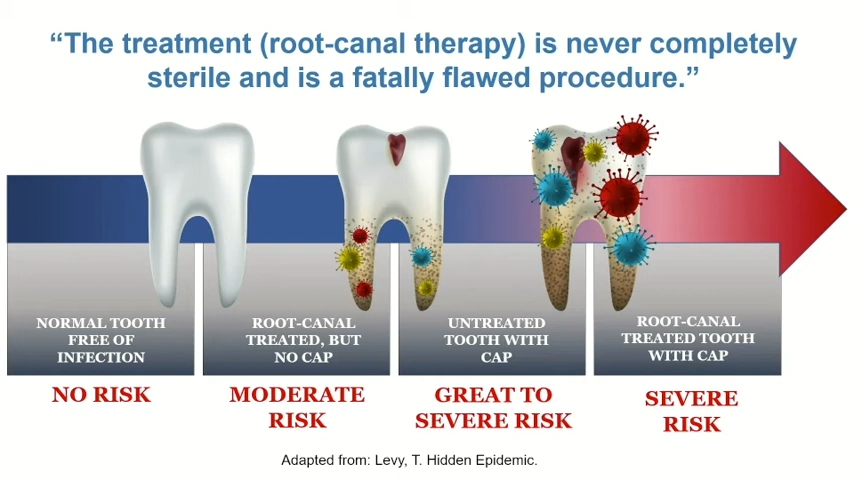 “The treatment (root-canal therapy) is never completely
sterile and is a fatally flawed procedure.”
NORMAL TOOTH
FREE OF
INFECTION
ROOT-CANAL
TREATED, BUT
NO CAP
UNTREATED
TOOTH WITH
CAP
ROOT-CANAL
TREATED TOOTH
WITH CAP
NO RISK
MODERATE
RISK
GREAT TO
SEVERE RISK
SEVERE
RISK
Adapted from: Levy, T. Hidden Epidemic.